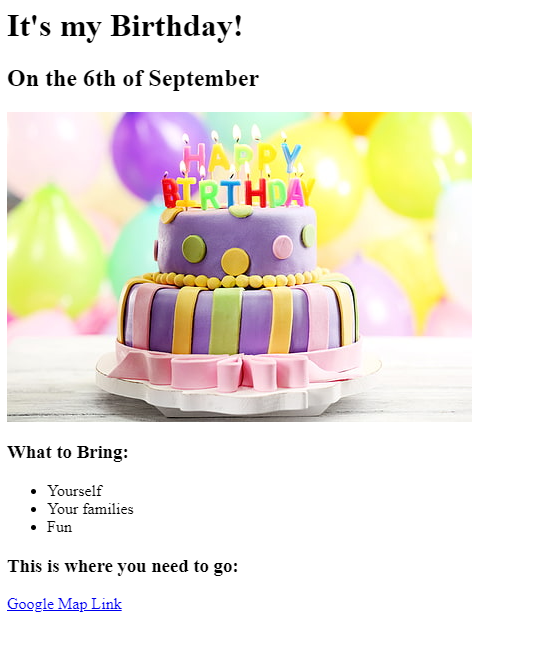 It's my Birthday!
On the 6th of September
HAPPY
BIRTHDAY
What to Bring:
Yourself
Your families
Fun
This is where you need to go:
Google Map Link